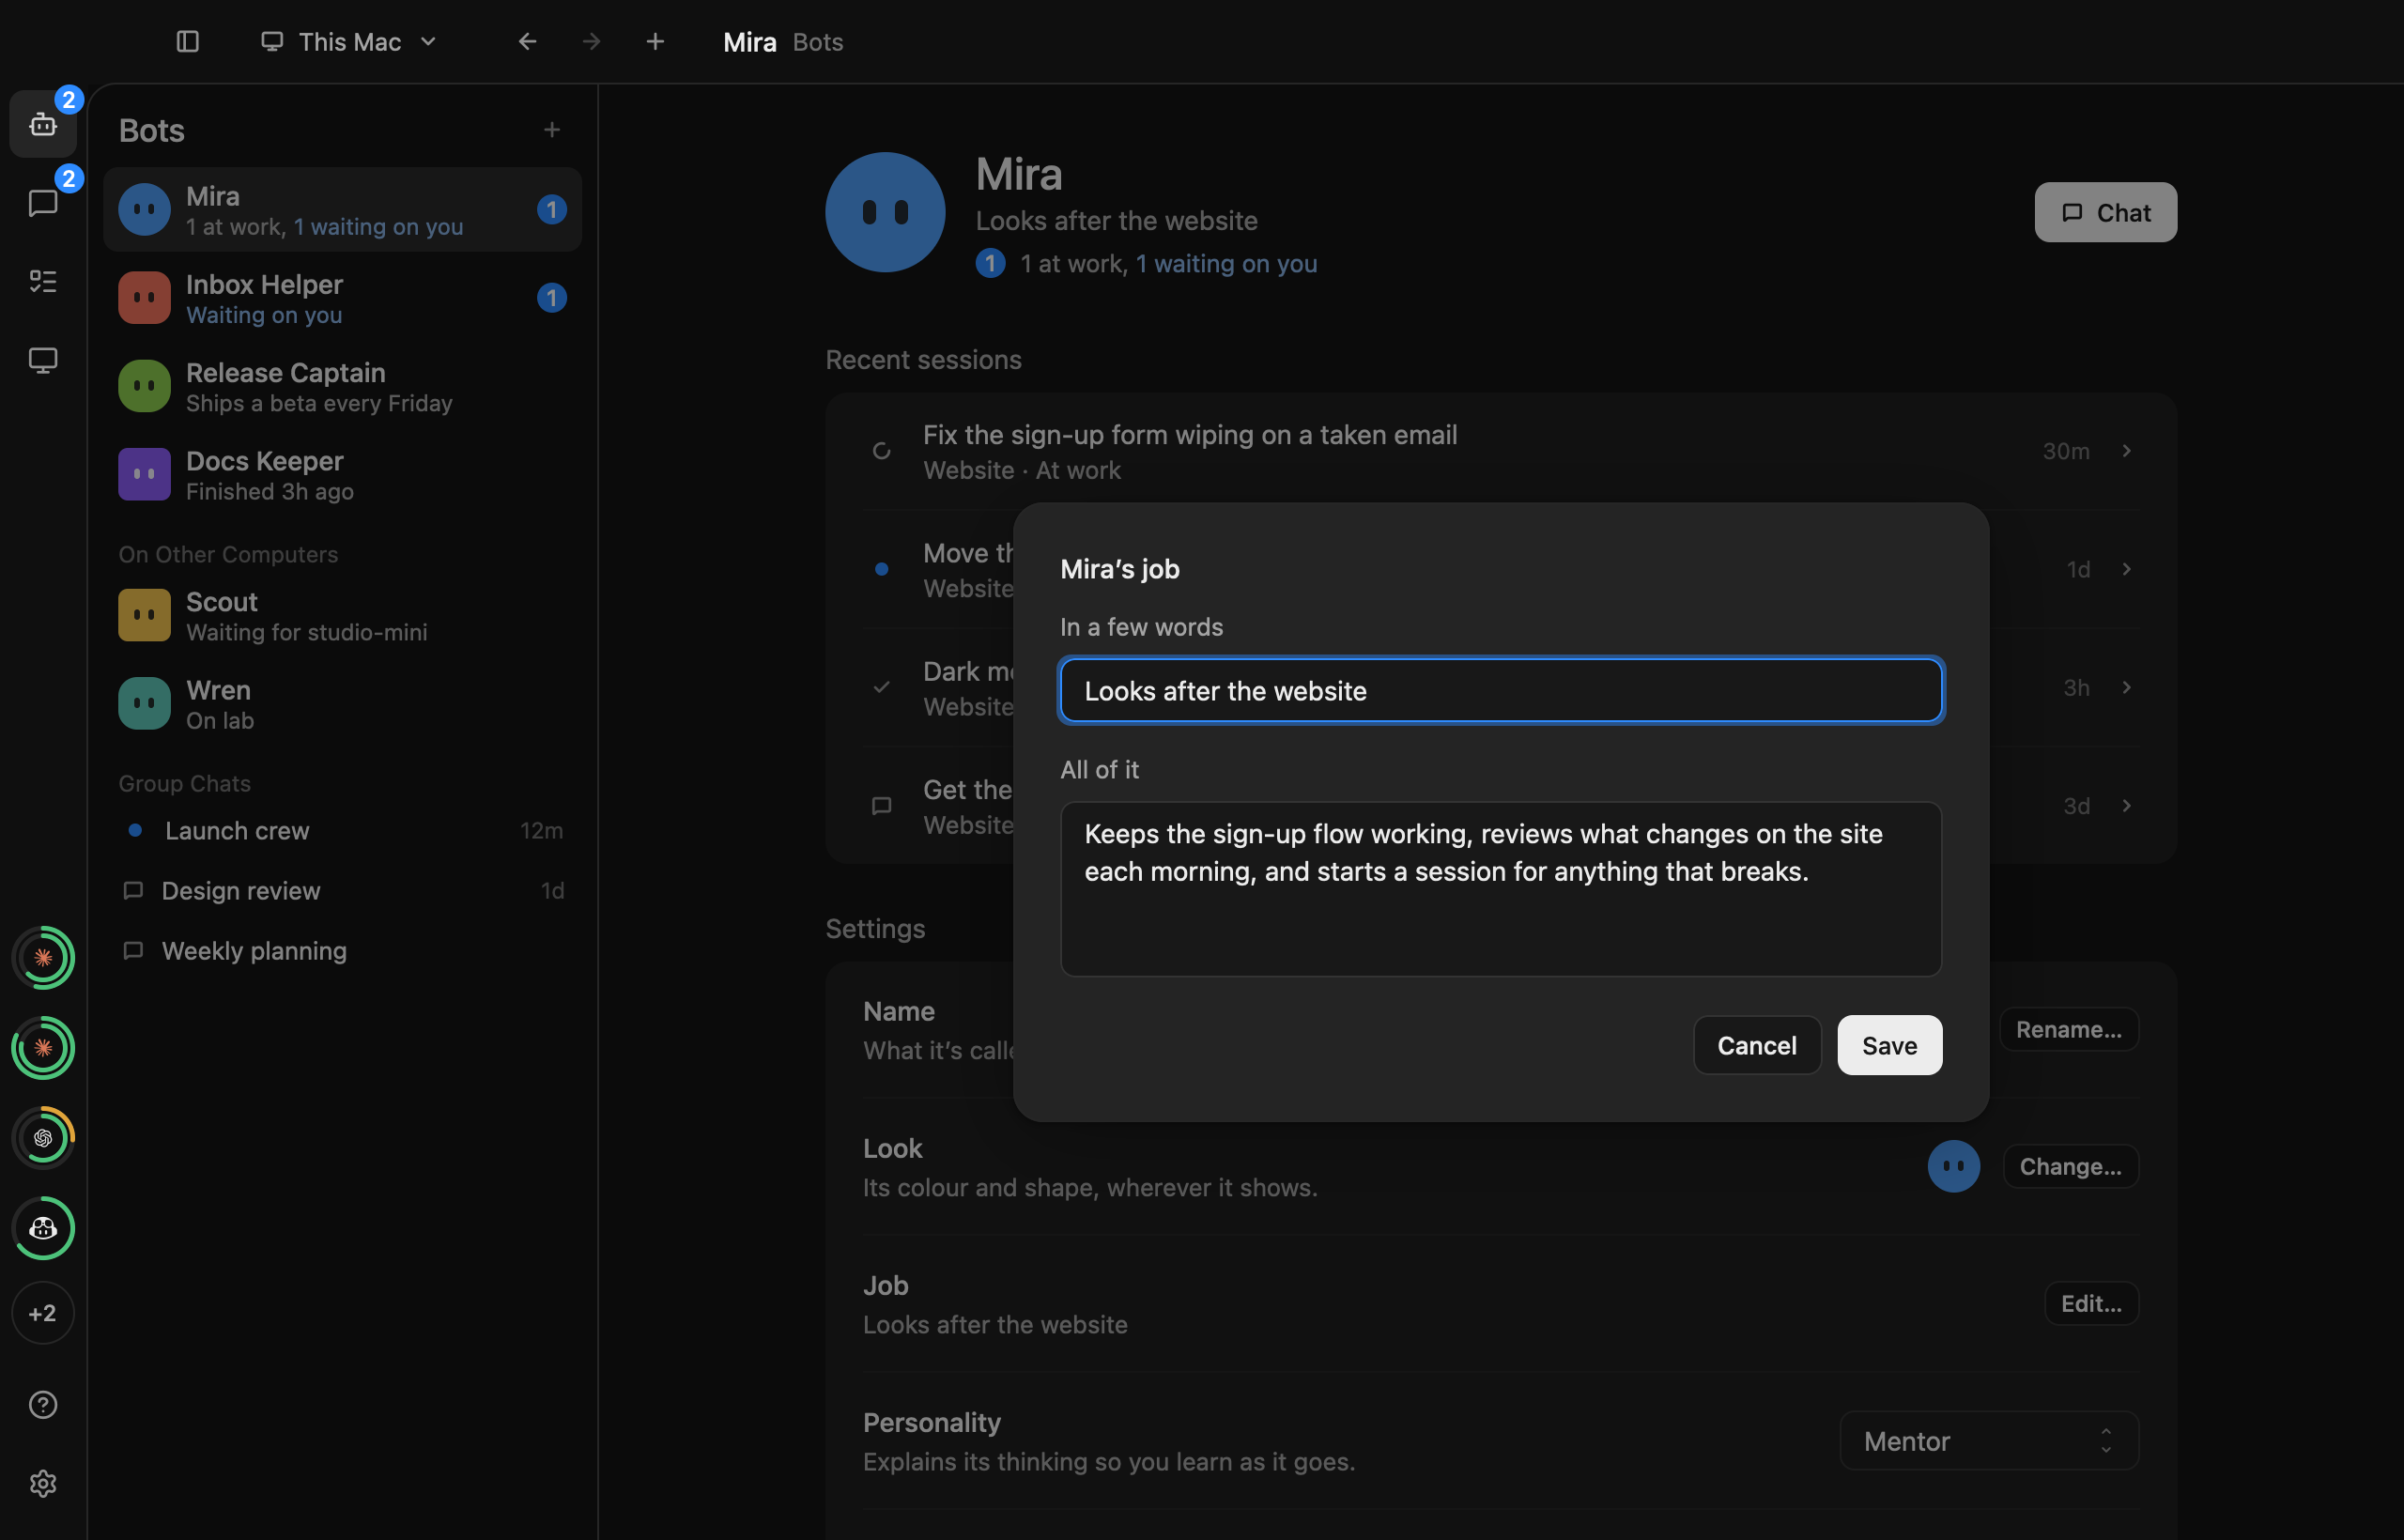 This Mac
Mira Bots
2
2
Bots
Mira
1 at work, 1 waiting on you
1
Inbox Helper
Waiting on you
1
Release Captain
Ships a beta every Friday
Docs Keeper
Finished 3h ago
On Other Computers
Scout
Waiting for studio-mini
Wren
On lab
Group Chats
Launch crew 12m
Design review 1d
Weekly planning
+2
Mira
Looks after the website
1 1 at work, 1 waiting on you
Chat
Recent sessions
Fix the sign-up form wiping on a taken email
Website · At work
30m
Move
Website
1d
Dark
Website
3h
Get the
Website
3d
Mira’s job
In a few words
Looks after the website
All of it
Keeps the sign-up flow working, reviews what changes on the site
each morning, and starts a session for anything that breaks.
Cancel
Save
Settings
Name
What it’s
Rename...
Look
Its colour and shape, wherever it shows.
Change...
Job
Looks after the website
Edit...
Personality
Explains its thinking so you learn as it goes.
Mentor